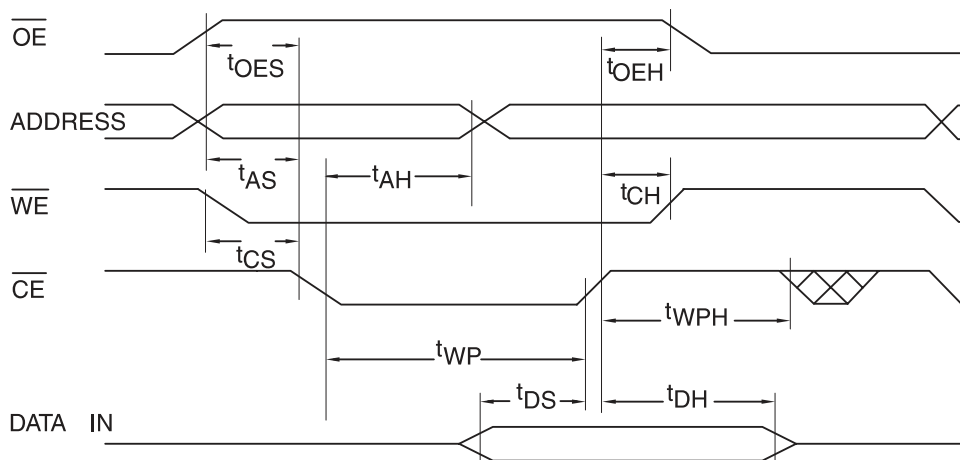 OE
tOES
tOEH
ADDRESS
tAS
tAH
tCH
WE
tCS
CE
tWPH
tWP
tDS
tDH
DATA IN